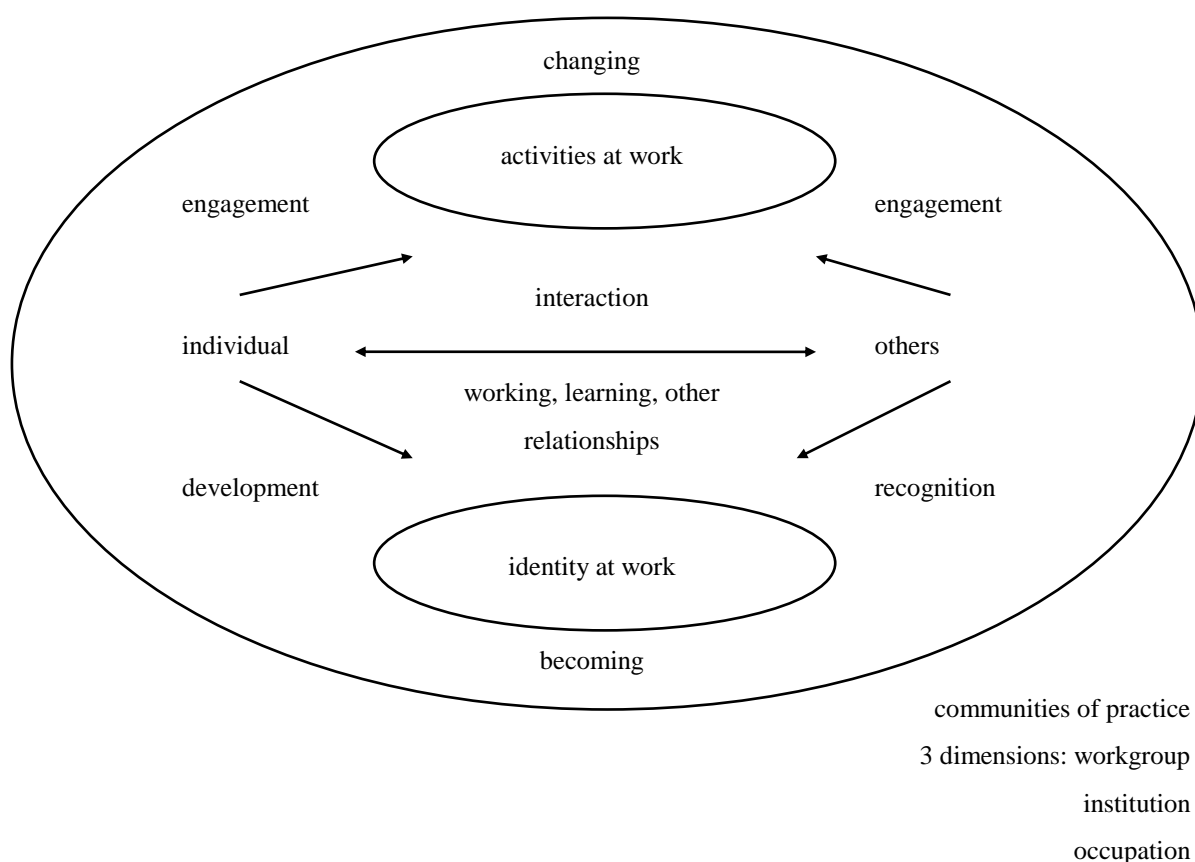 changing
activities at work
engagement
engagement
interaction
individual
others
working, learning, other
relationships
development
recognition
identity at work
becoming
communities of practice
3 dimensions: workgroup
institution
occupation